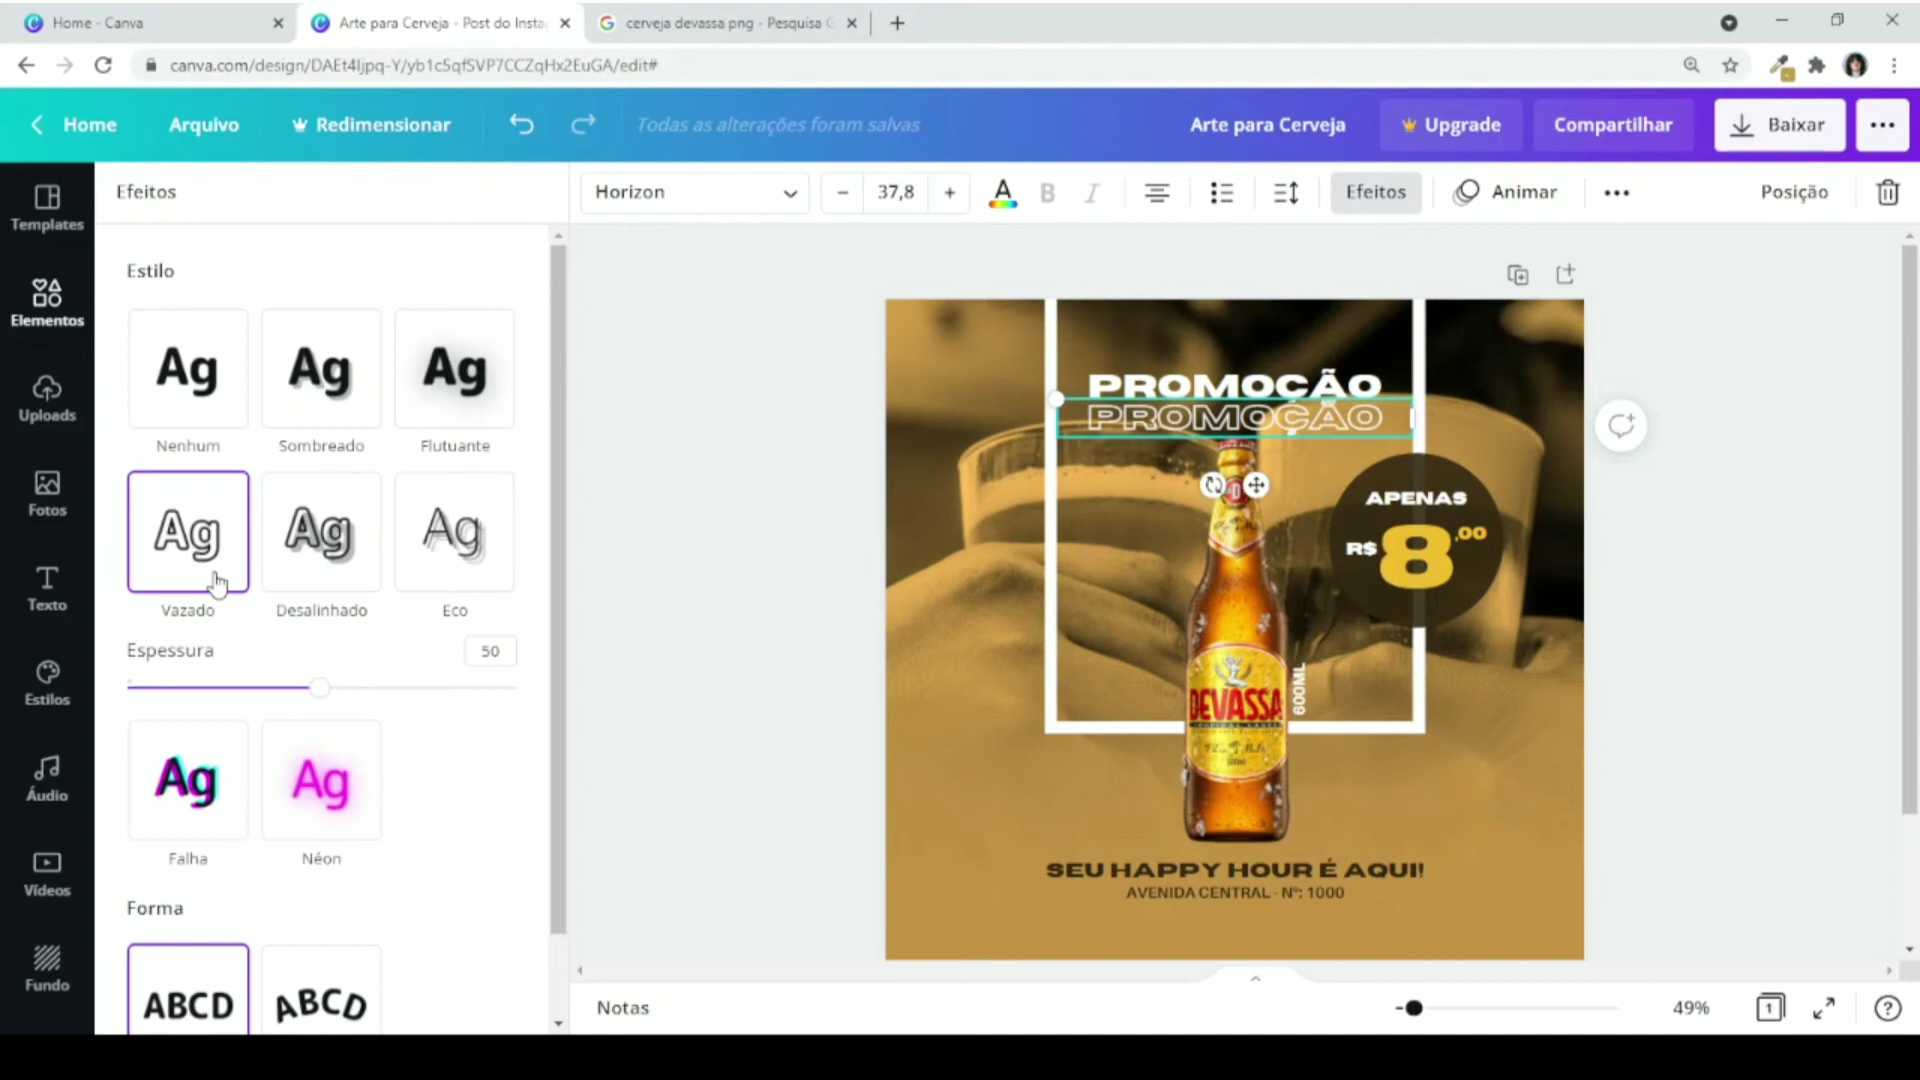 Home - Canva
Arte para Cerveja - Post do Insta
cerveja devassa png - Pesquisa G
canva.com/design/DAEt4Ijpq-Y/yb1c5qfSVP7CCZqHx2EuGA/edit#
Home
Arquivo
Redimensionar
Todas as alterações foram salvas
Arte para Cerveja
Upgrade
Compartilhar
Baixar
Templates
Elementos
Uploads
Fotos
Texto
Estilos
Áudio
Vídeos
Fundo
Efeitos
Horizon
37,8
A
B
I
Efeitos
Animar
Posição
Estilo
Ag
Ag
Ag
Nenhum
Sombreado
Flutuante
Ag
Ag
Ag
Vazado
Desalinhado
Eco
Espessura
50
Ag
Ag
Falha
Néon
Forma
ABCD
ABCD
PROMOÇÃO
PROMOÇÃO
APENAS
R$ 8,00
600ML
DEVASSA
SEU HAPPY HOUR É AQUI!
AVENIDA CENTRAL - Nº: 1000
Notas
49%
1
?